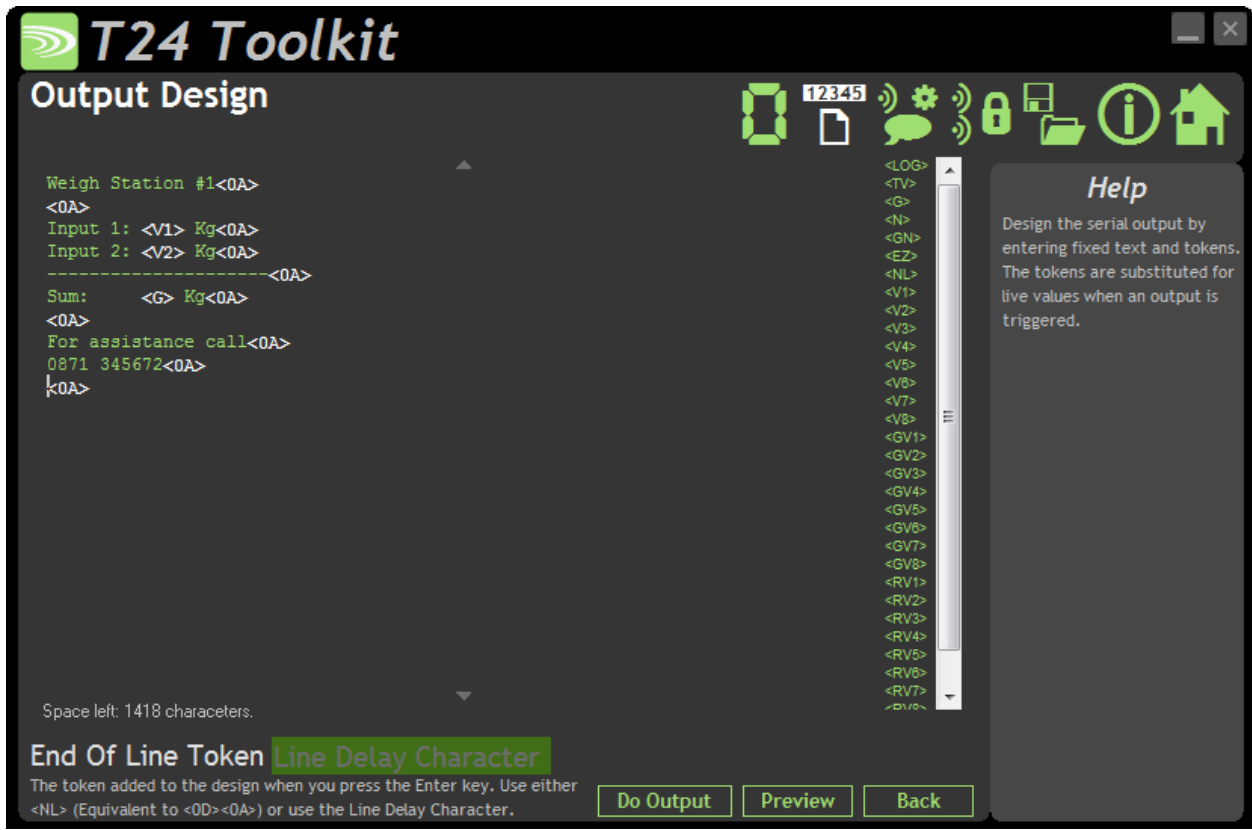 T24 Toolkit
Output Design
12345
Weigh Station #1<0A>
<0A>
Input 1: <V1> Kg<0A>
Input 2: <V2> Kg<0A>
---------------------<0A>
Sum: <G> Kg<0A>
<0A>
For assistance call<0A>
0871 345672<0A>
<0A>
<LOG>
<TV>
<G>
<N>
<GN>
<EZ>
<NL>
<V1>
<V2>
<V3>
<V4>
<V5>
<V6>
<V7>
<V8>
<GV1>
<GV2>
<GV3>
<GV4>
<GV5>
<GV6>
<GV7>
<GV8>
<RV1>
<RV2>
<RV3>
<RV4>
<RV5>
<RV6>
<RV7>
<RV8>
Help
Design the serial output by
entering fixed text and tokens.
The tokens are substituted for
live values when an output is
triggered.
Space left: 1418 characeters.
End Of Line Token Line Delay Character
The token added to the design when you press the Enter key. Use either
<NL> (Equivalent to <0D><0A>) or use the Line Delay Character.
Do Output
Preview
Back